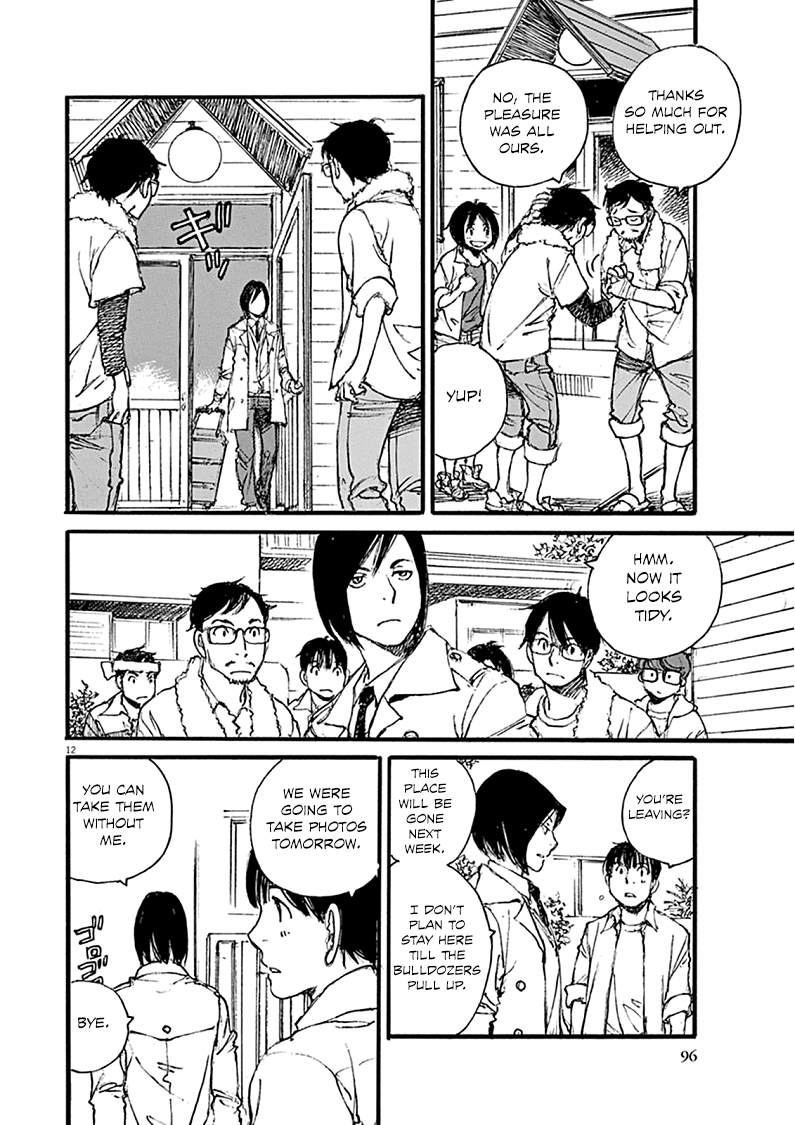 THANKS
SO MUCH FOR
HELPING OUT.
NO, THE
PLEASURE
WAS ALL
OURS.
YUP!
ギッ
HMM.
NOW IT
LOOKS
TIDY.
12
YOU'RE
LEAVING?
THIS
PLACE
WILL BE
GONE
NEXT
WEEK.
I DON'T
PLAN TO
STAY HERE
TILL THE
BULLDOZERS
PULL UP.
WE WERE
GOING TO
TAKE PHOTOS
TOMORROW.
YOU CAN
TAKE THEM
WITHOUT
ME.
ゴロゴロ
BYE.
96